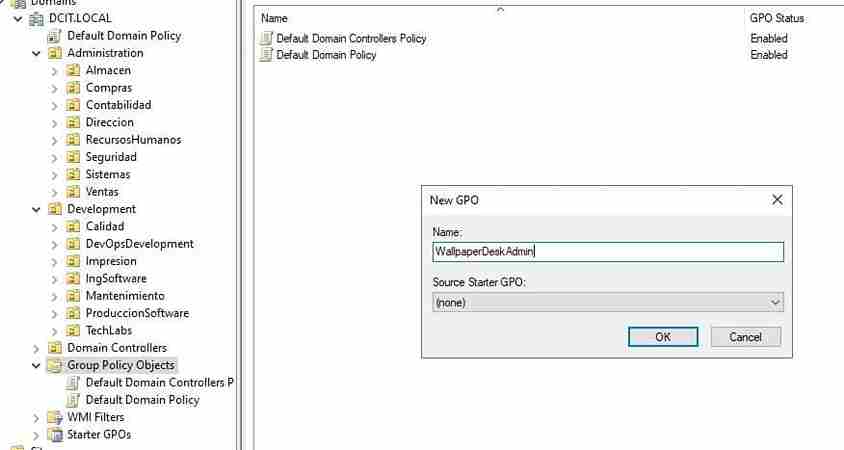 Domains
DCIT.LOCAL
Default Domain Policy
Administration
Almacen
Compras
Contabilidad
Direccion
RecursosHumanos
Seguridad
Sistemas
Ventas
Development
Calidad
DevOpsDevelopment
Impresion
IngSoftware
Mantenimiento
ProduccionSoftware
TechLabs
Domain Controllers
Group Policy Objects
Default Domain Controllers P
Default Domain Policy
WMI Filters
Starter GPOs
Name GPO Status
Default Domain Controllers Policy Enabled
Default Domain Policy Enabled
New GPO
Name:
WallpaperDeskAdmin
Source Starter GPO:
(none)
OK Cancel